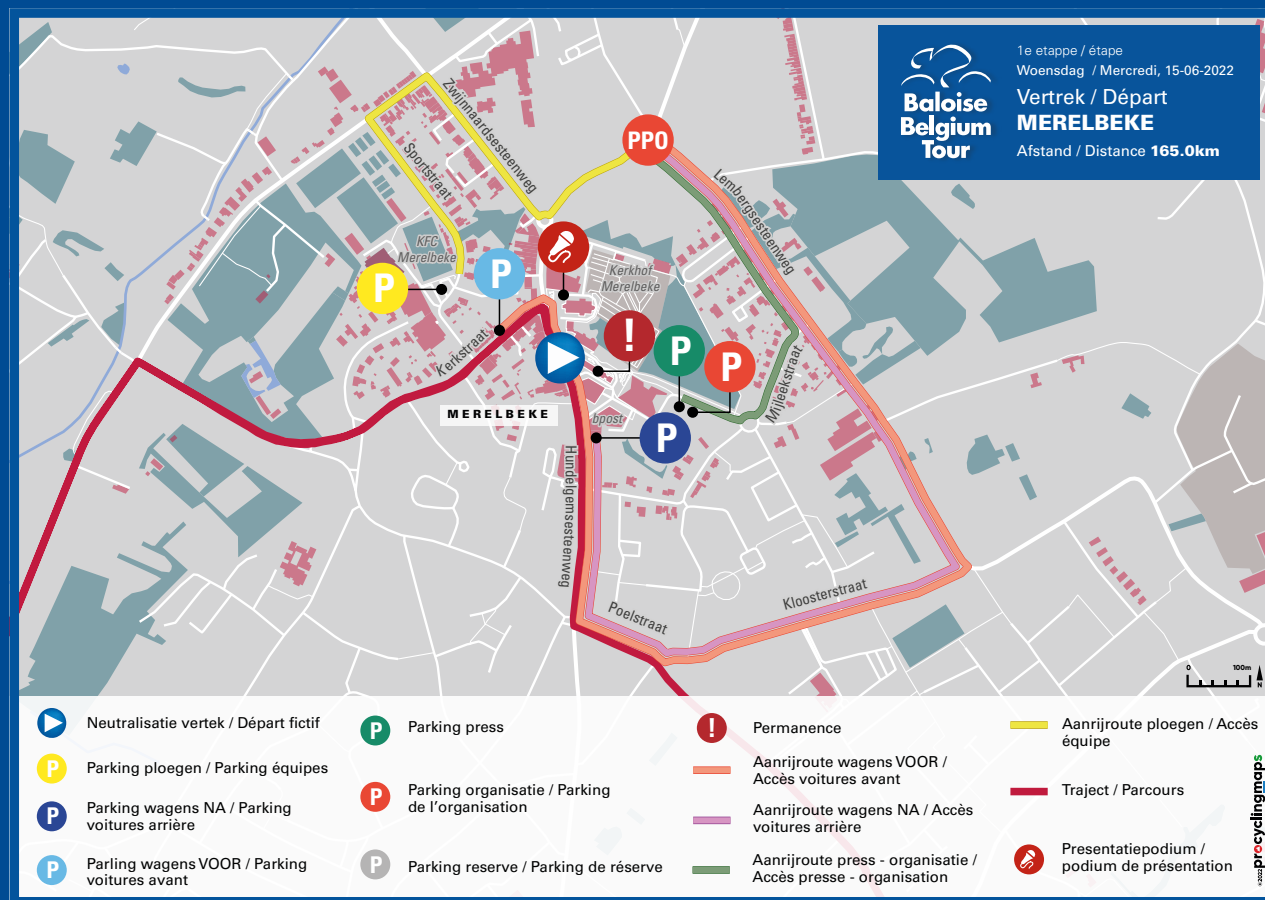 Baloise
Belgium
Tour
1e etappe / étape
Woensdag / Mercredi, 15-06-2022
Vertrek / Départ
MERELBEKE
Afstand / Distance 165.0km
Zwijnnaardsesteenweg
Sportstraat
PPO
Lembergsesteenweg
KFC
Merelbeke
P
P
Kerkhof
Merelbeke
Kerkstraat
!
P
P
Mijleekstraat
MERELBEKE
bpost
P
Hundelgemsesteenweg
Poelstraat
Kloosterstraat
0 100m
N
Neutralisatie vertek / Départ fictif
P Parking ploegen / Parking équipes
P Parking wagens NA / Parking
voitures arrière
P Parling wagens VOOR / Parking
voitures avant
P Parking press
P Parking organisatie / Parking
de l'organisation
P Parking reserve / Parking de réserve
! Permanence
Aanrijroute wagens VOOR /
Accès voitures avant
Aanrijroute wagens NA / Accès
voitures arrière
Aanrijroute press - organisatie /
Accès presse - organisation
Aanrijroute ploegen / Accès
équipe
Traject / Parcours
Presentatiepodium /
podium de présentation
©2022 procyclingmaps